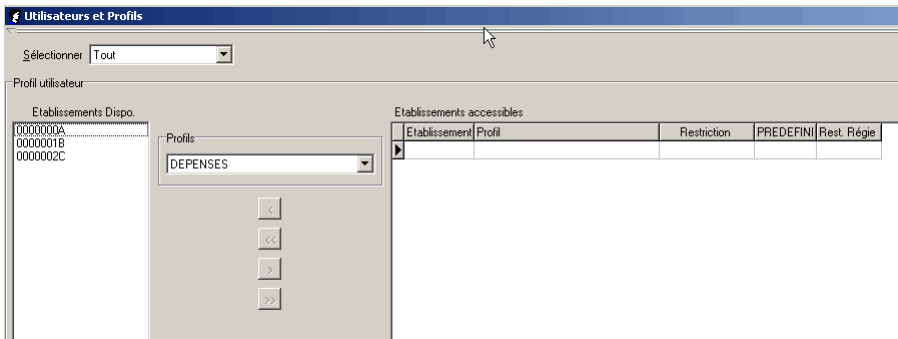 Utilisateurs et Profils
Sélectionner Tout
Profil utilisateur
Etablissements Dispo.
0000000A
0000001B
0000002C
Profils
DEPENSES
<
<<
>
>>
Etablissements accessibles
Etablissement Profil Restriction PREDEFINI Rest. Régie